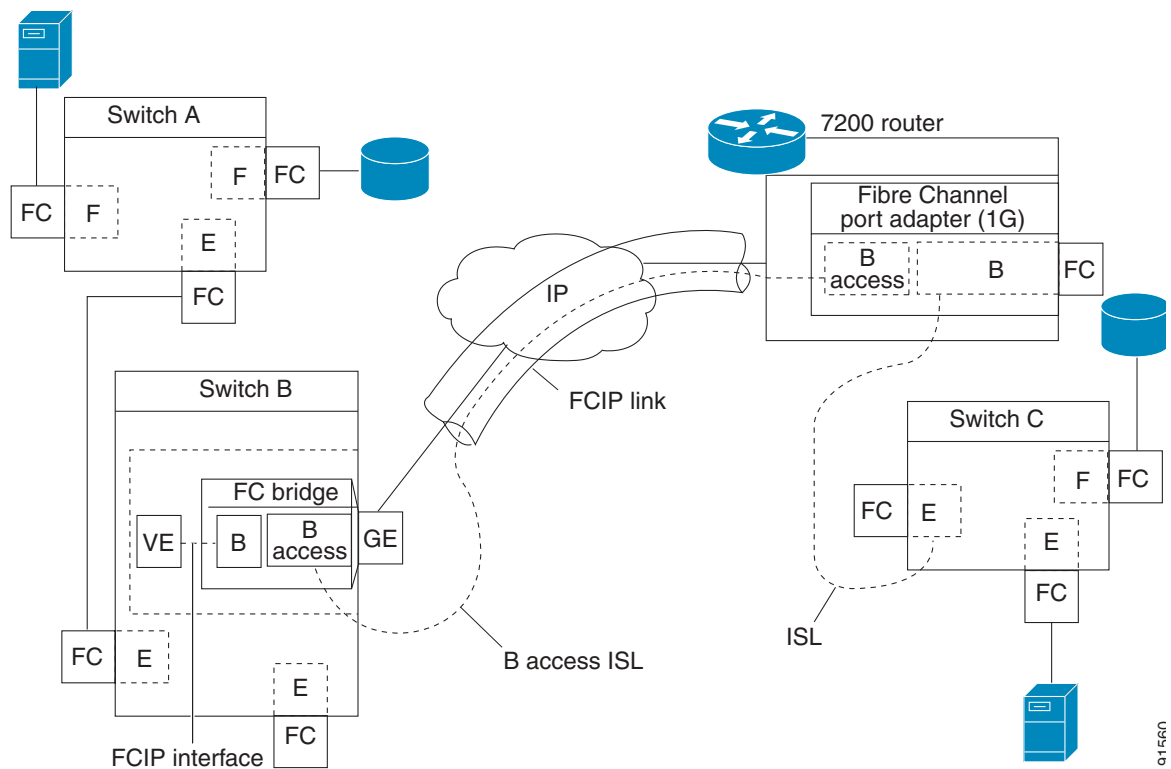 Switch A
F
FC
FC
F
E
FC
7200 router
Fibre Channel
port adapter (1G)
B
access
B
FC
IP
FCIP link
Switch B
FC bridge
VE
B
B
access
GE
FC
E
E
FC
FCIP interface
B access ISL
Switch C
F
FC
FC
E
E
FC
ISL
91560